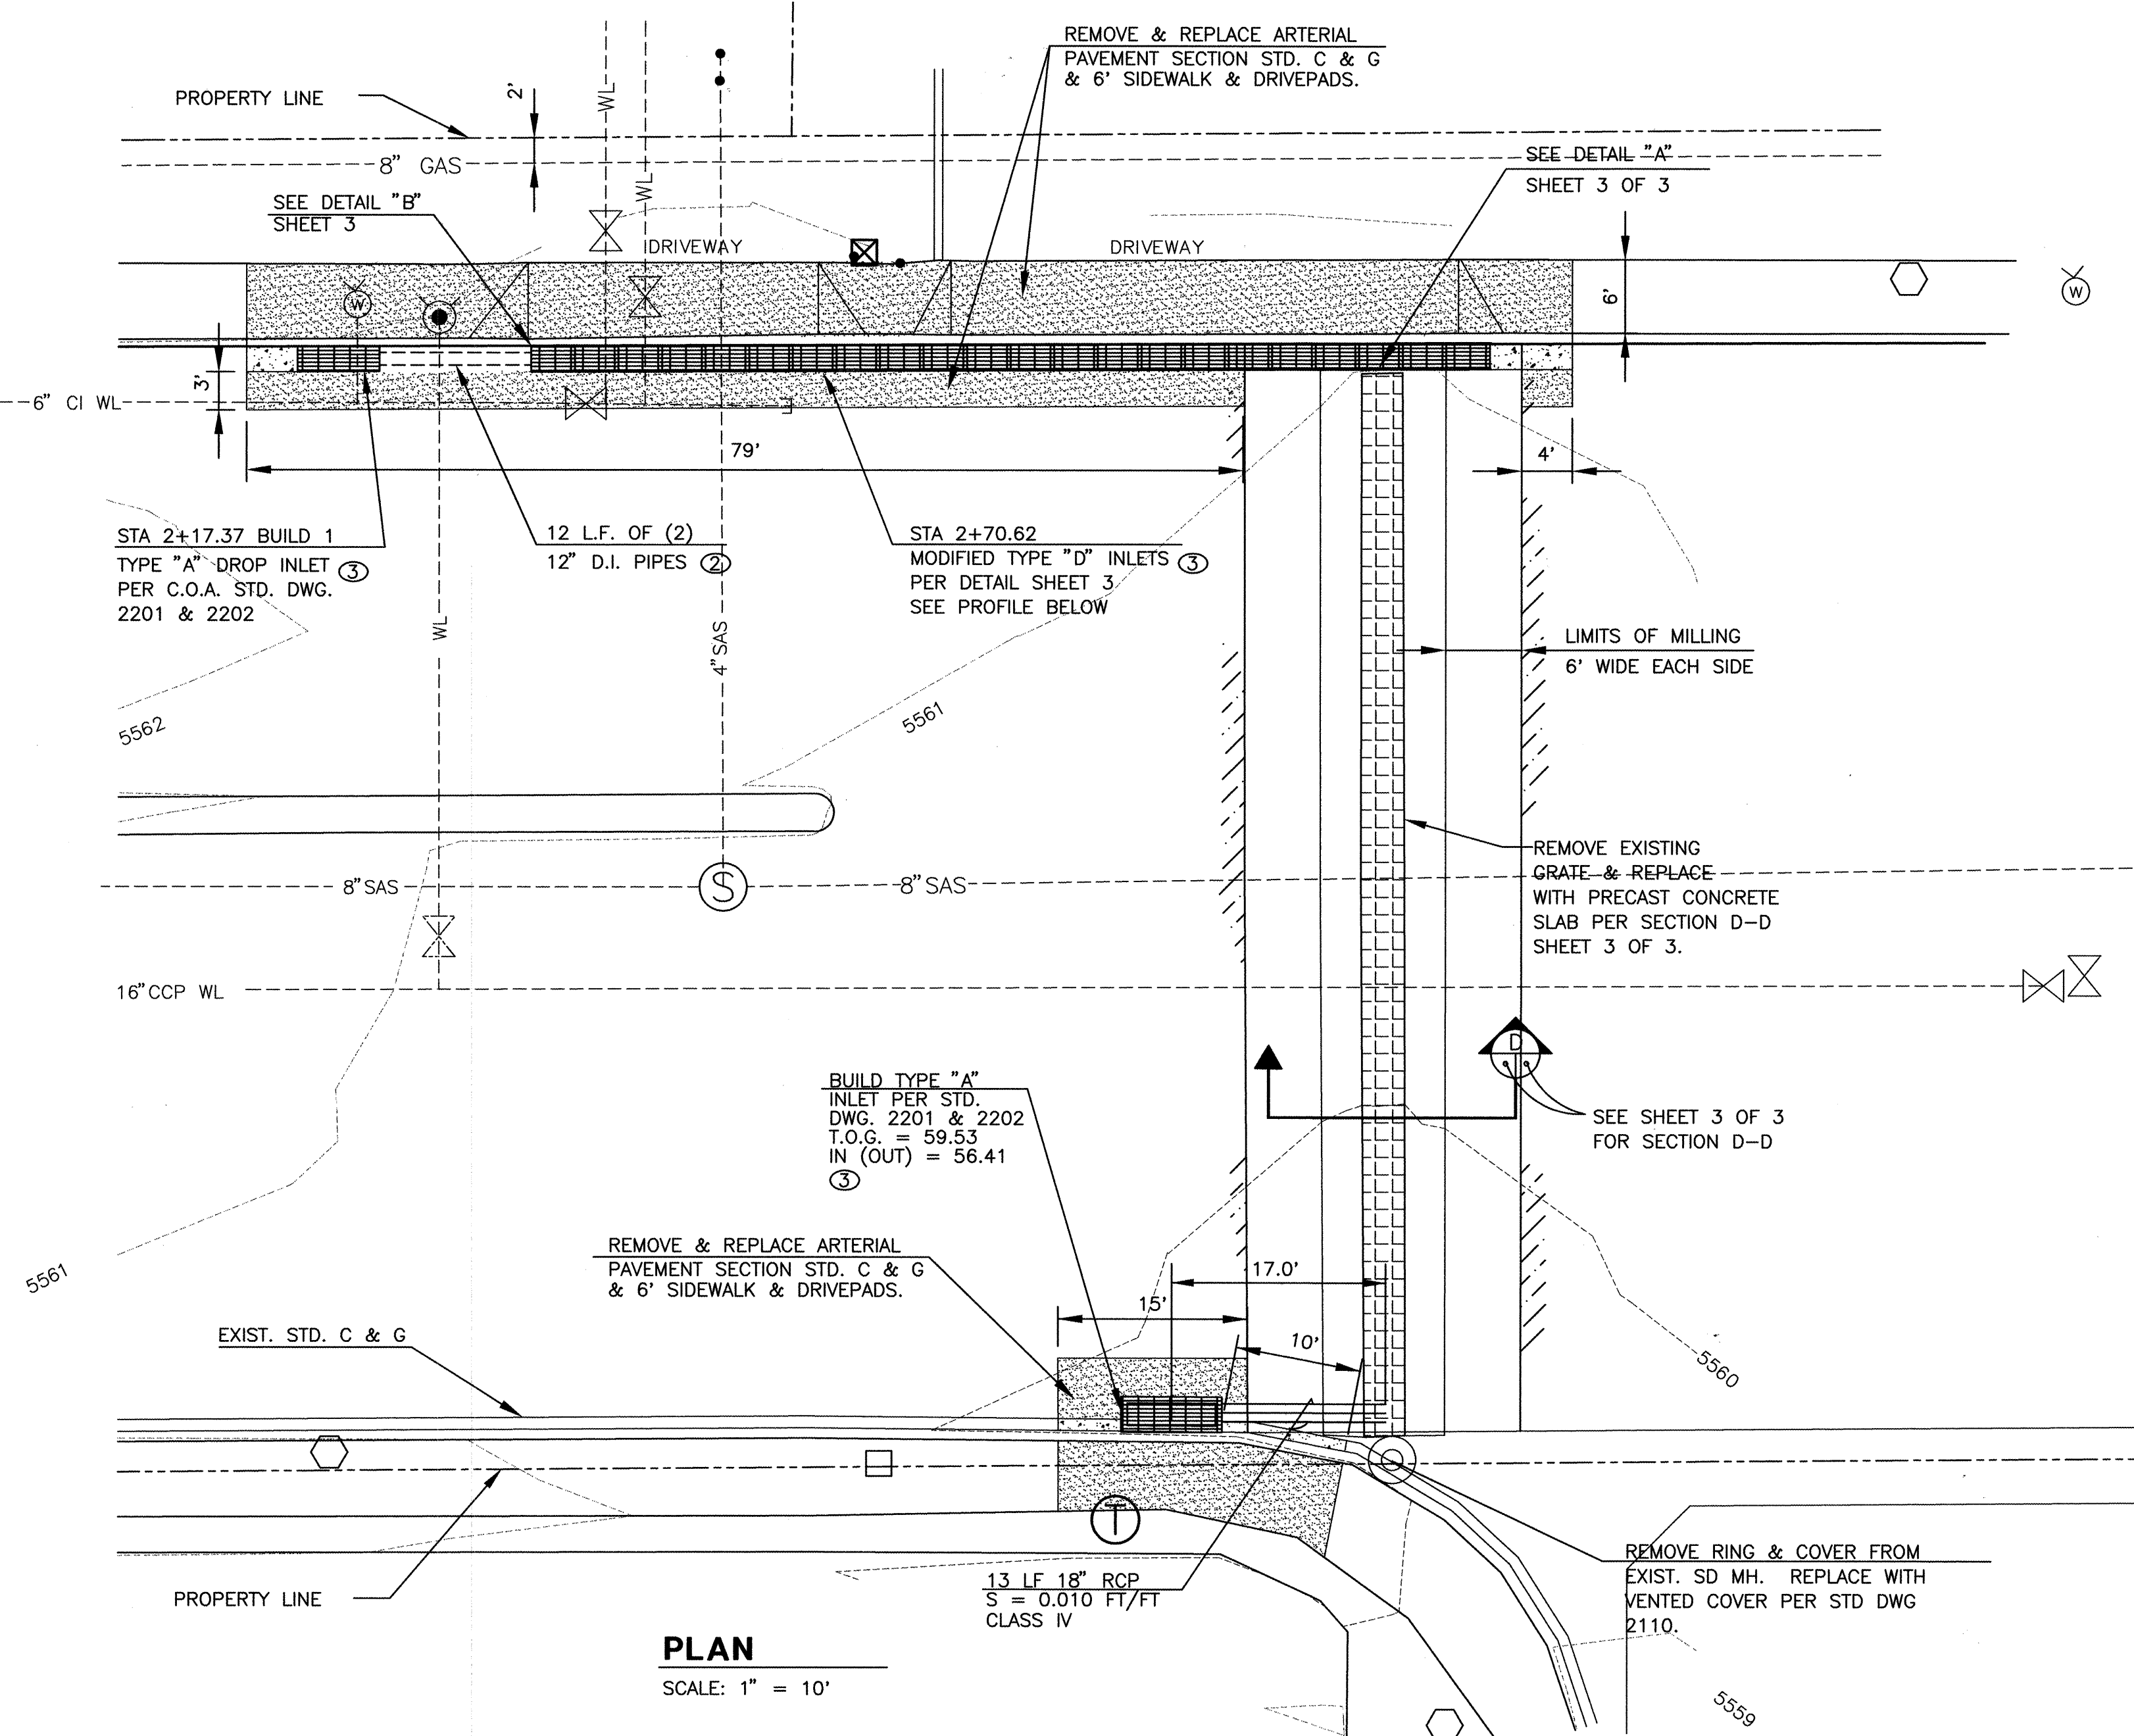 REMOVE & REPLACE ARTERIAL
PAVEMENT SECTION STD. C & G
& 6' SIDEWALK & DRIVEPADS.
PROPERTY LINE
2'
WL
WL
8" GAS
SEE DETAIL "A"
SHEET 3 OF 3
SEE DETAIL "B"
SHEET 3
DRIVEWAY
DRIVEWAY
W
W
6'
3'
6" CI WL
79'
4'
STA 2+17.37 BUILD 1
TYPE "A" DROP INLET 3
PER C.O.A. STD. DWG.
2201 & 2202
12 L.F. OF (2)
12" D.I. PIPES 2
STA 2+70.62
MODIFIED TYPE "D" INLETS 3
PER DETAIL SHEET 3
SEE PROFILE BELOW
WL
4"SAS
LIMITS OF MILLING
6' WIDE EACH SIDE
5562
5561
REMOVE EXISTING
GRATE & REPLACE
WITH PRECAST CONCRETE
SLAB PER SECTION D-D
SHEET 3 OF 3.
8"SAS
S
8"SAS
16"CCP WL
D
BUILD TYPE "A"
INLET PER STD.
DWG. 2201 & 2202
T.O.G. = 59.53
IN (OUT) = 56.41
3
SEE SHEET 3 OF 3
FOR SECTION D-D
REMOVE & REPLACE ARTERIAL
PAVEMENT SECTION STD. C & G
& 6' SIDEWALK & DRIVEPADS.
17.0'
15'
10'
5561
EXIST. STD. C & G
5560
T
PROPERTY LINE
13 LF 18" RCP
S = 0.010 FT/FT
CLASS IV
REMOVE RING & COVER FROM
EXIST. SD MH. REPLACE WITH
VENTED COVER PER STD DWG
2110.
PLAN
SCALE: 1" = 10'
5559